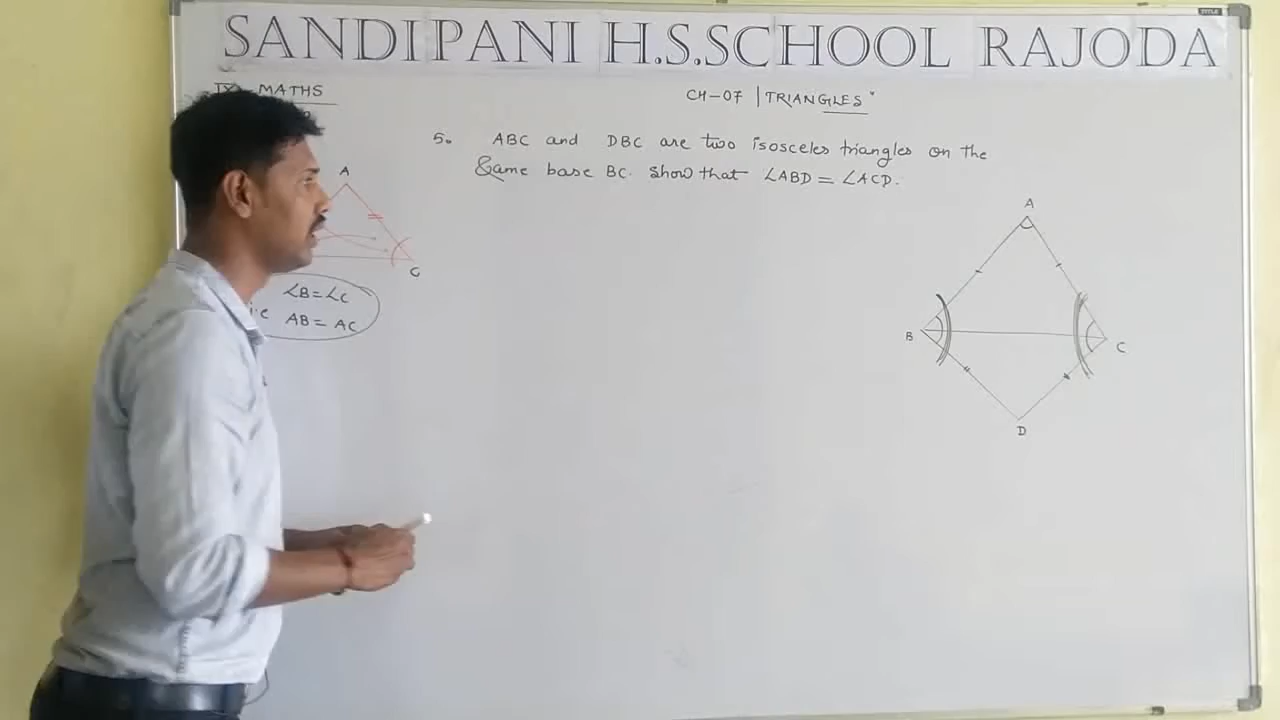 TITLE
SANDIPANI H.S.SCHOOL RAJODA
MATHS
CH-07 | TRIANGLES"
5. ABC and DBC are two isosceles triangles on the
Same base BC. Show that ∠ABD = ∠ACD.
A
C
∠B=∠C
i.e AB= AC
A
B
C
D